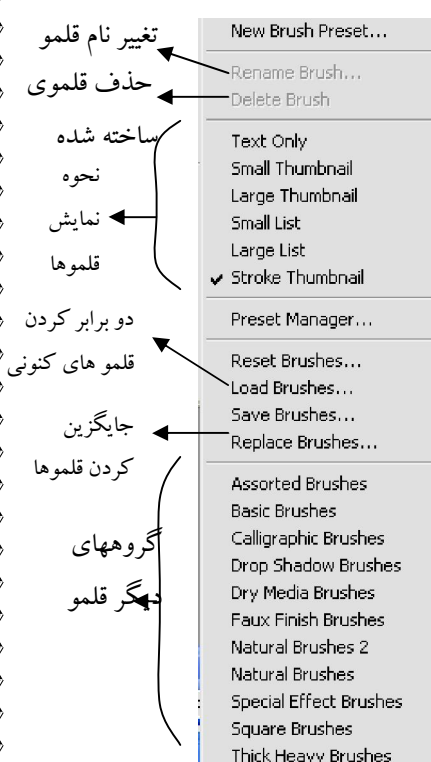 تغییر نام قلمو
حذف قلموی
ساخته شده
نحوه
نمایش
قلموها
دو برابر کردن
قلمو های کنونی
جایگزین
کردن قلموها
گروههای
دیگر قلمو
New Brush Preset...
Rename Brush...
Delete Brush
Text Only
Small Thumbnail
Large Thumbnail
Small List
Large List
Stroke Thumbnail
Preset Manager...
Reset Brushes...
Load Brushes...
Save Brushes...
Replace Brushes...
Assorted Brushes
Basic Brushes
Calligraphic Brushes
Drop Shadow Brushes
Dry Media Brushes
Faux Finish Brushes
Natural Brushes 2
Natural Brushes
Special Effect Brushes
Square Brushes
Thick Heavy Brushes